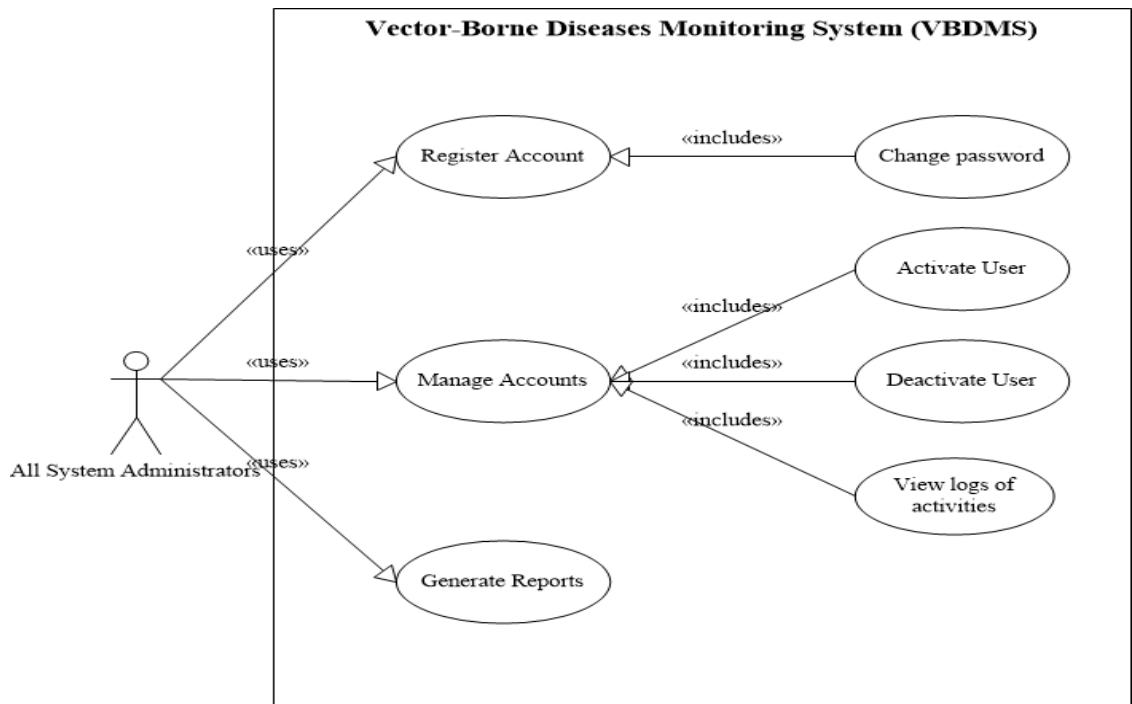 Vector-Borne Diseases Monitoring System (VBDMS)
Register Account
«includes»
Change password
«uses»
Activate User
«includes»
«uses»
Manage Accounts
«includes»
Deactivate User
«includes»
All System Administrators
«uses»
View logs of
activities
Generate Reports